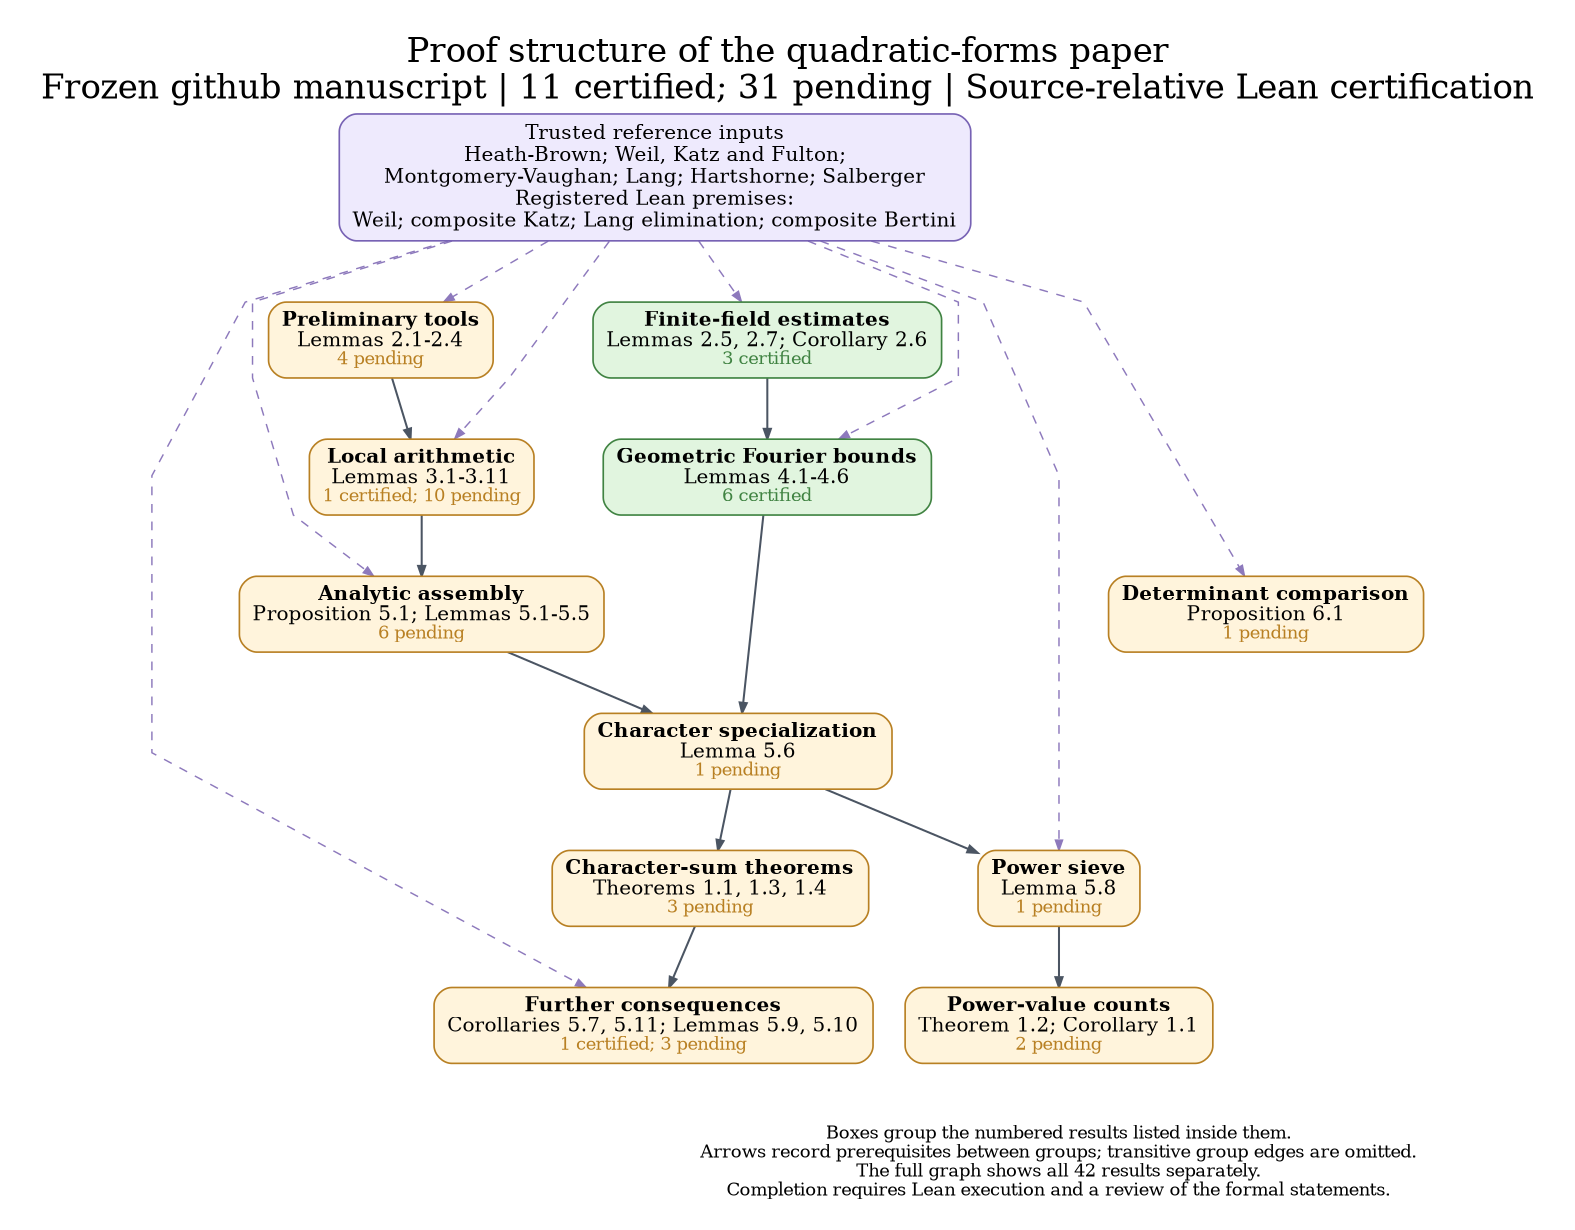 Proof structure of the quadratic-forms paper
Frozen github manuscript | 11 certified; 31 pending | Source-relative Lean certification
Trusted reference inputs
Heath-Brown; Weil, Katz and Fulton;
Montgomery-Vaughan; Lang; Hartshorne; Salberger
Registered Lean premises:
Weil; composite Katz; Lang elimination; composite Bertini
Preliminary tools
Lemmas 2.1-2.4
4 pending
Finite-field estimates
Lemmas 2.5, 2.7; Corollary 2.6
3 certified
Local arithmetic
Lemmas 3.1-3.11
1 certified; 10 pending
Geometric Fourier bounds
Lemmas 4.1-4.6
6 certified
Analytic assembly
Proposition 5.1; Lemmas 5.1-5.5
6 pending
Determinant comparison
Proposition 6.1
1 pending
Character specialization
Lemma 5.6
1 pending
Character-sum theorems
Theorems 1.1, 1.3, 1.4
3 pending
Power sieve
Lemma 5.8
1 pending
Further consequences
Corollaries 5.7, 5.11; Lemmas 5.9, 5.10
1 certified; 3 pending
Power-value counts
Theorem 1.2; Corollary 1.1
2 pending
Boxes group the numbered results listed inside them.
Arrows record prerequisites between groups; transitive group edges are omitted.
The full graph shows all 42 results separately.
Completion requires Lean execution and a review of the formal statements.